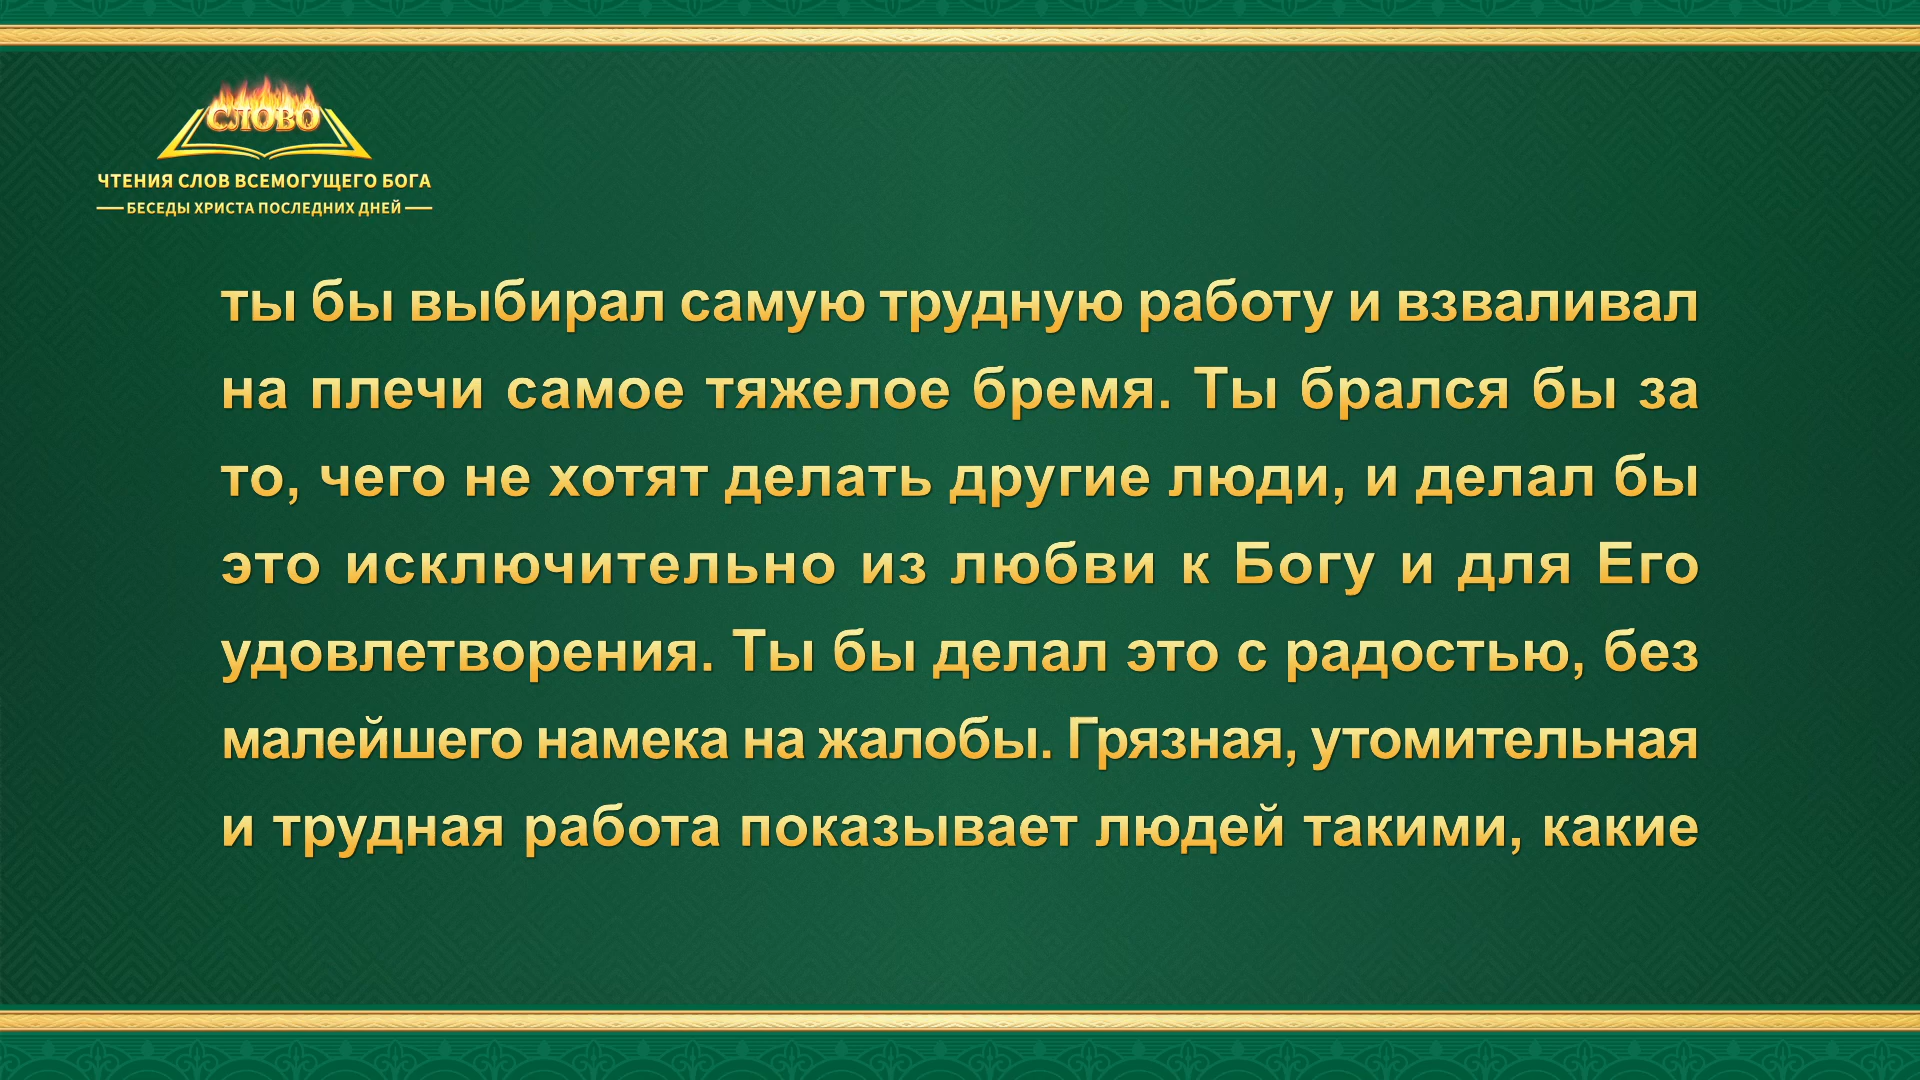 СЛОВО
ЧТЕНИЯ СЛОВ ВСЕМОГУЩЕГО БОГА
БЕСЕДЫ ХРИСТА ПОСЛЕДНИХ ДНЕЙ
ты бы выбирал самую трудную работу и взваливал
на плечи самое тяжелое бремя. Ты брался бы за
то, чего не хотят делать другие люди, и делал бы
это исключительно из любви к Богу и для Его
удовлетворения. Ты бы делал это с радостью, без
малейшего намека на жалобы. Грязная, утомительная
и трудная работа показывает людей такими, какие